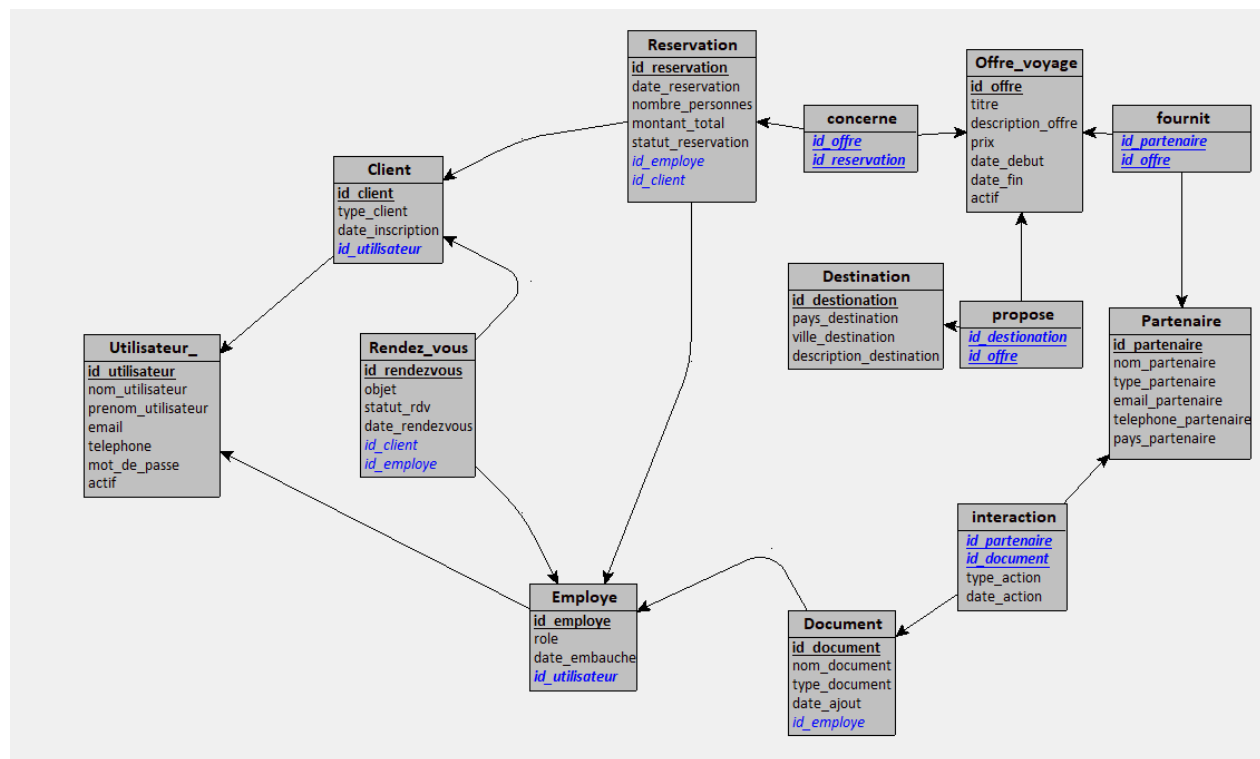 Reservation
id_reservation
date_reservation
nombre_personnes
montant_total
statut_reservation
id_employe
id_client
Offre_voyage
id_offre
titre
description_offre
prix
date_debut
date_fin
actif
concerne
id_offre
id_reservation
fournit
id_partenaire
id_offre
Client
id_client
type_client
date_inscription
id_utilisateur
Destination
id_destionation
pays_destination
ville_destination
description_destination
propose
id_destionation
id_offre
Partenaire
id_partenaire
nom_partenaire
type_partenaire
email_partenaire
telephone_partenaire
pays_partenaire
Utilisateur_
id_utilisateur
nom_utilisateur
prenom_utilisateur
email
telephone
mot_de_passe
actif
Rendez_vous
id_rendezvous
objet
statut_rdv
date_rendezvous
id_client
id_employe
interaction
id_partenaire
id_document
type_action
date_action
Employe
id_employe
role
date_embauche
id_utilisateur
Document
id_document
nom_document
type_document
date_ajout
id_employe